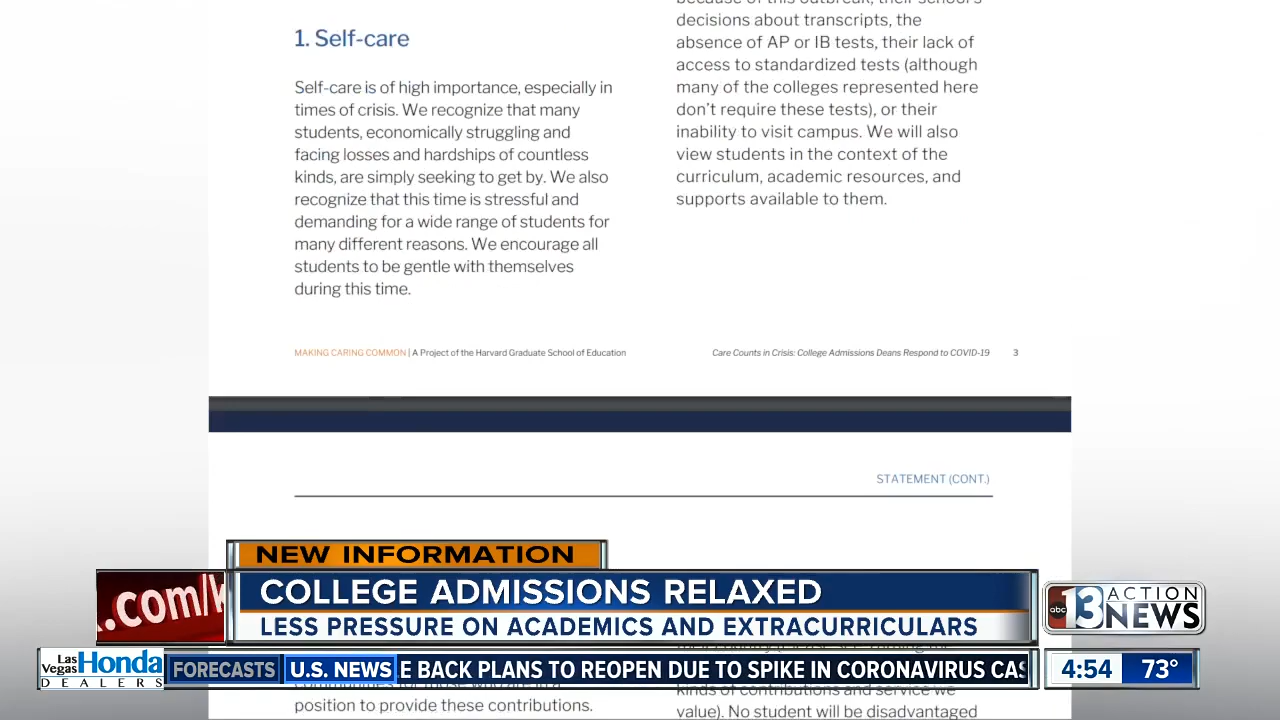 1. Self-care
Self-care is of high importance, especially in
times of crisis. We recognize that many
students, economically struggling and
facing losses and hardships of countless
kinds, are simply seeking to get by. We also
recognize that this time is stressful and
demanding for a wide range of students for
many different reasons. We encourage all
students to be gentle with themselves
during this time.
because of this outbreak, their school's
decisions about transcripts, the
absence of AP or IB tests, their lack of
access to standardized tests (although
many of the colleges represented here
don't require these tests), or their
inability to visit campus. We will also
view students in the context of the
curriculum, academic resources, and
supports available to them.
MAKING CARING COMMON | A Project of the Harvard Graduate School of Education
Care Counts in Crisis: College Admissions Deans Respond to COVID-19 3
STATEMENT (CONT.)
NEW INFORMATION
.com/k
COLLEGE ADMISSIONS RELAXED
LESS PRESSURE ON ACADEMICS AND EXTRACURRICULARS
abc 13 ACTION NEWS
Las Vegas Honda
DEALERS
FORECASTS
U.S. NEWS
E BACK PLANS TO REOPEN DUE TO SPIKE IN CORONAVIRUS CAS
4:54
73°
position to provide these contributions.
kinds of contributions and service we
value). No student will be disadvantaged